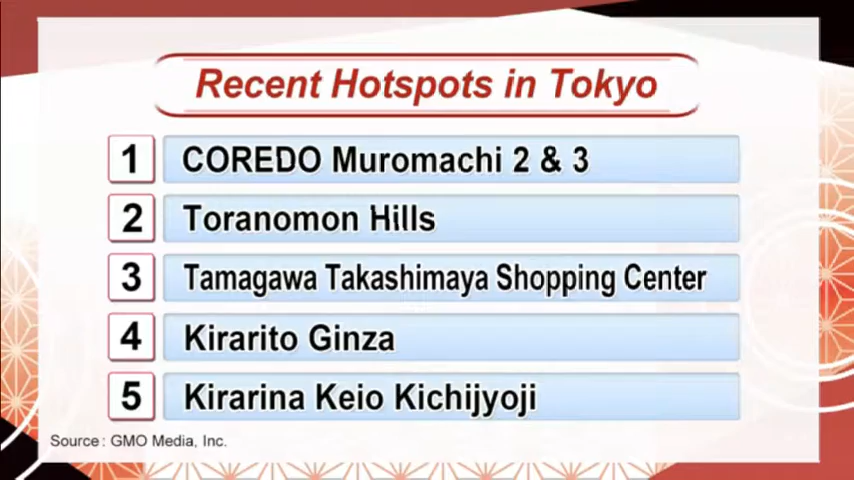 Recent Hotspots in Tokyo
1 COREDO Muromachi 2 & 3
2 Toranomon Hills
3 Tamagawa Takashimaya Shopping Center
4 Kirarito Ginza
5 Kirarina Keio Kichijyoji
Source : GMO Media, Inc.